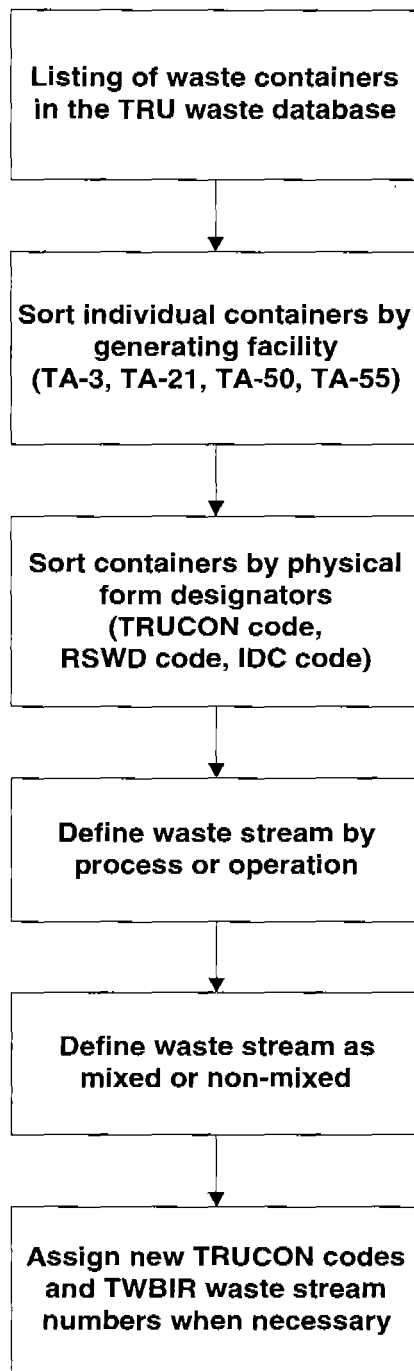 Listing of waste containers
in the TRU waste database
Sort individual containers by
generating facility
(TA-3, TA-21, TA-50, TA-55)
Sort containers by physical
form designators
(TRUCON code,
RSWD code, IDC code)
Define waste stream by
process or operation
Define waste stream as
mixed or non-mixed
Assign new TRUCON codes
and TWBIR waste stream
numbers when necessary